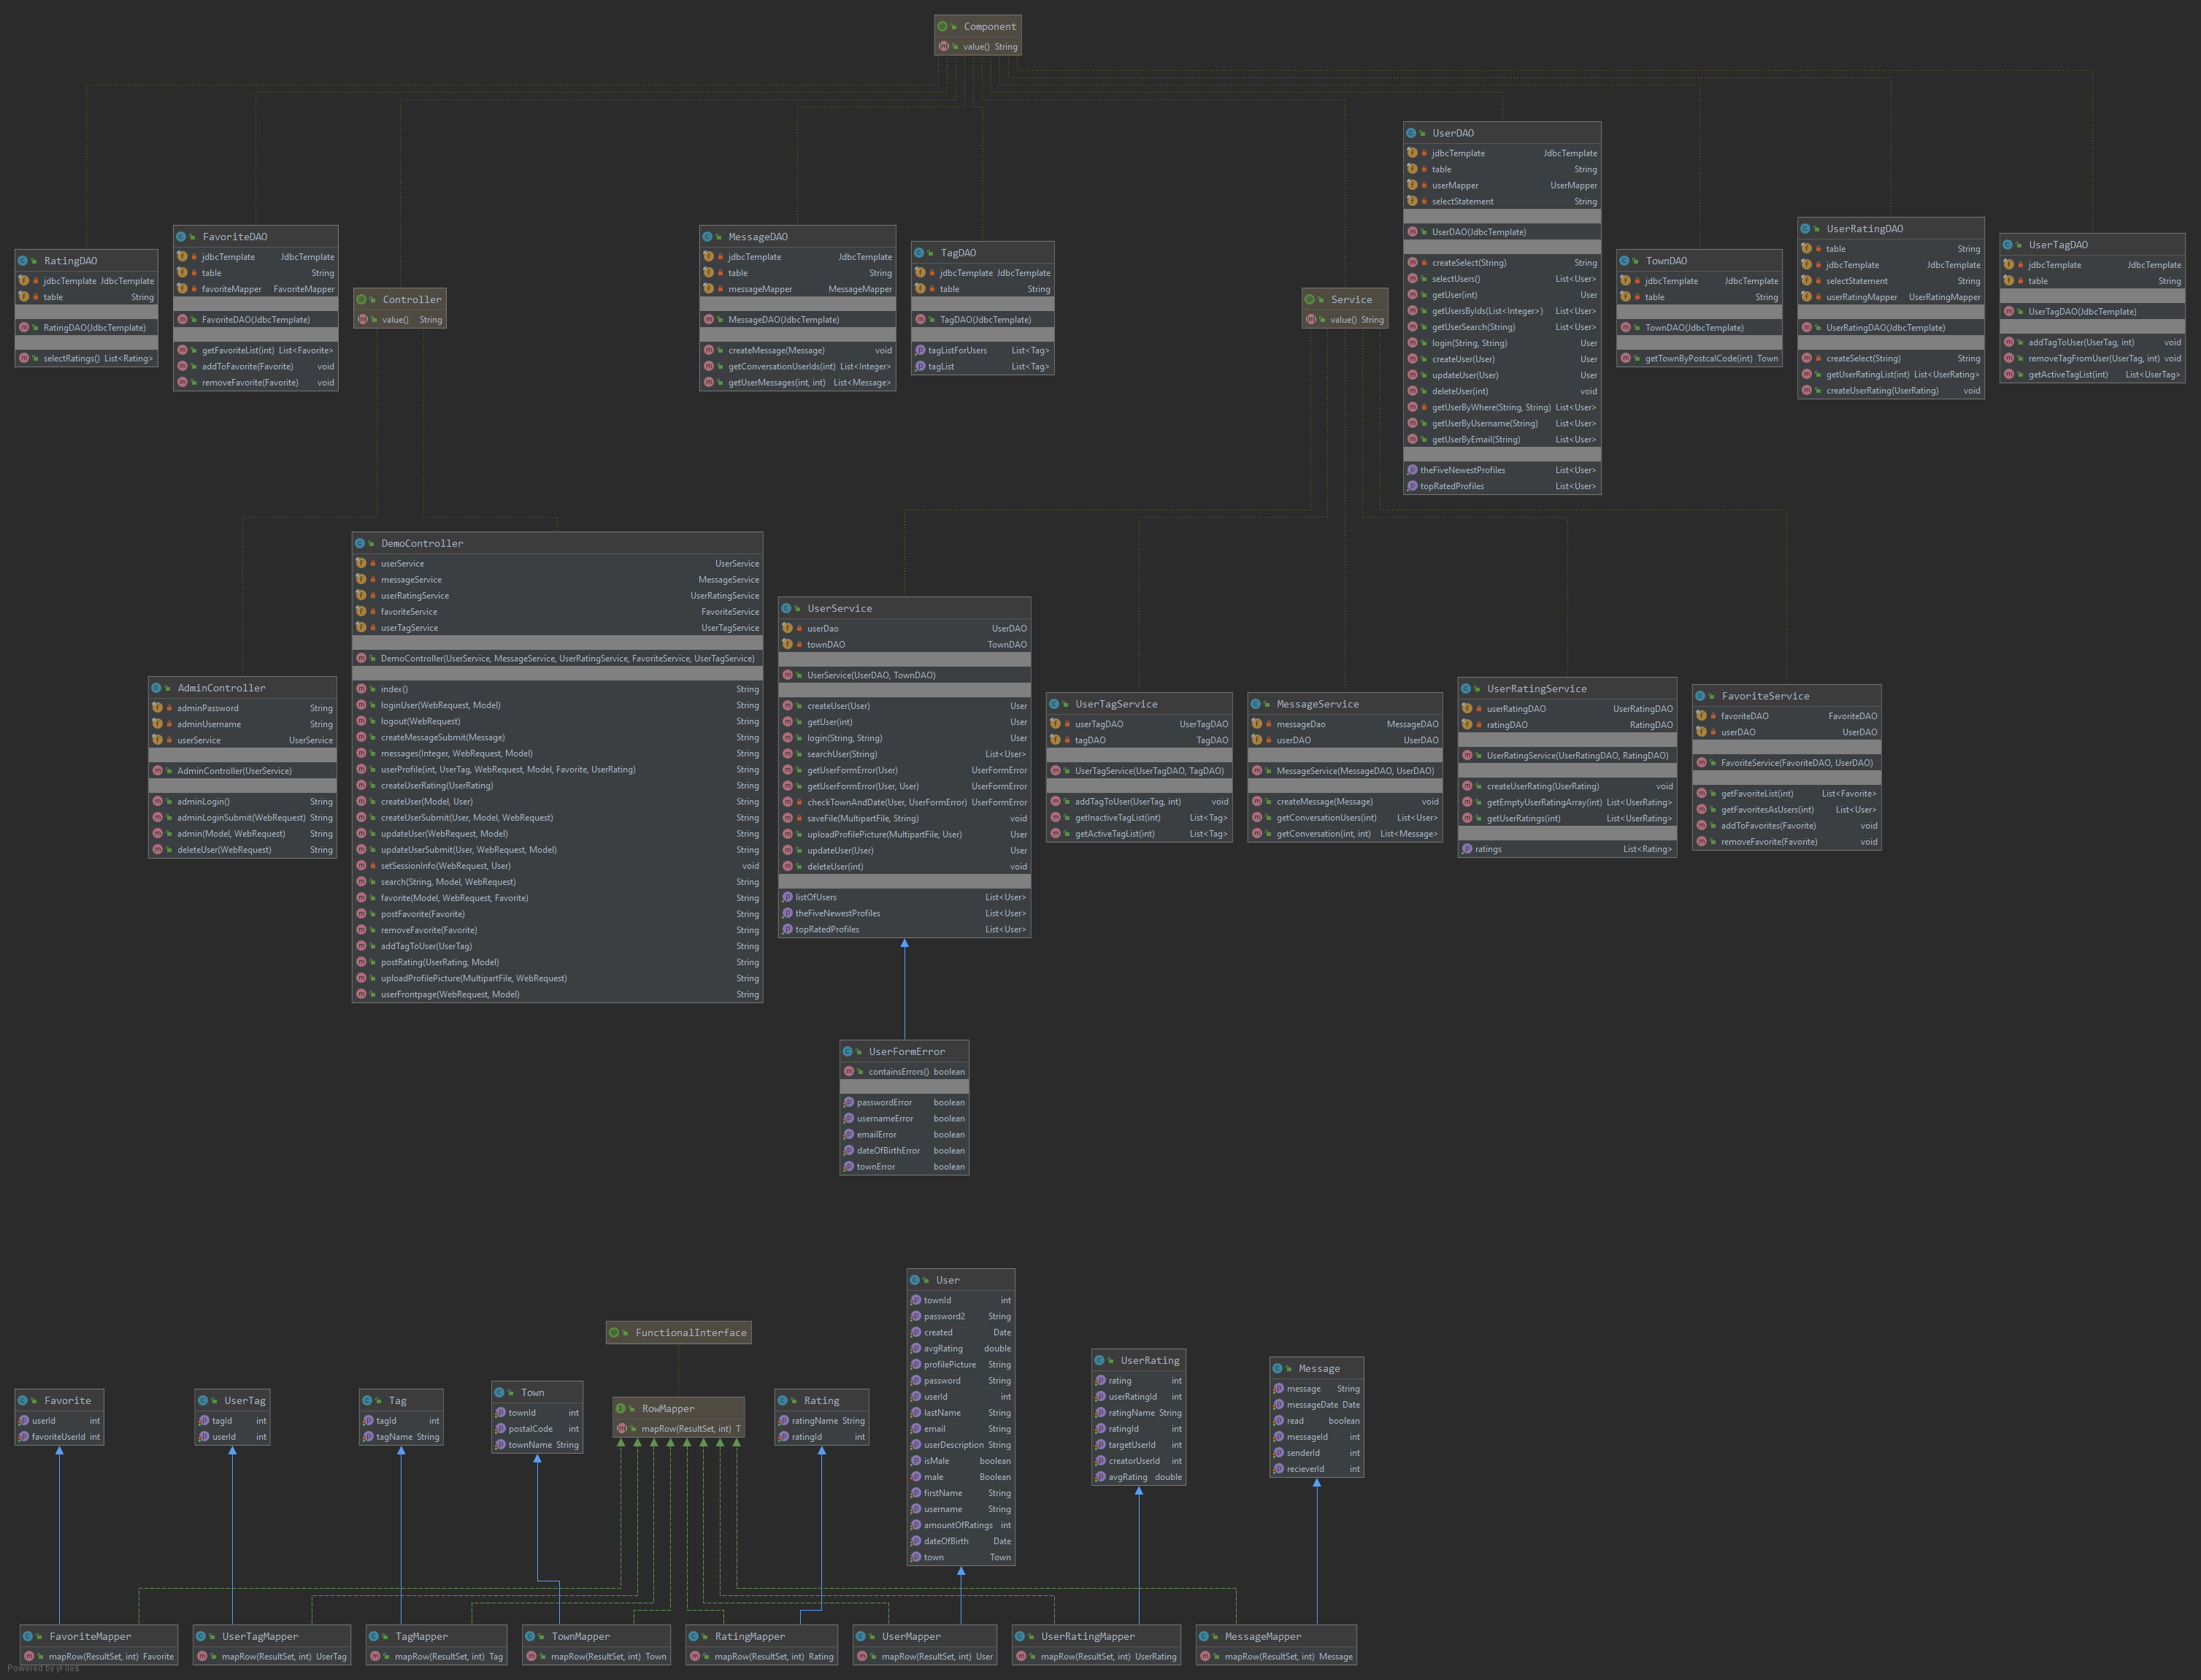 Component
value() String
RatingDAO
jdbcTemplate JdbcTemplate
table String
RatingDAO(JdbcTemplate)
selectRatings() List<Rating>
FavoriteDAO
jdbcTemplate JdbcTemplate
table String
favoriteMapper FavoriteMapper
FavoriteDAO(JdbcTemplate)
getFavoriteList(int) List<Favorite>
addToFavorite(Favorite) void
removeFavorite(Favorite) void
Controller
value() String
MessageDAO
jdbcTemplate JdbcTemplate
table String
messageMapper MessageMapper
MessageDAO(JdbcTemplate)
createMessage(Message) void
getConversationUserIds(int) List<Integer>
getUserMessages(int, int) List<Message>
TagDAO
jdbcTemplate JdbcTemplate
table String
TagDAO(JdbcTemplate)
tagListForUsers List<Tag>
tagList List<Tag>
Service
value() String
UserDAO
jdbcTemplate JdbcTemplate
table String
userMapper UserMapper
selectStatement String
UserDAO(JdbcTemplate)
createSelect(String) String
selectUsers() List<User>
getUser(int) User
getUsersByIds(List<Integer>) List<User>
getUserSearch(String) List<User>
login(String, String) User
createUser(User) User
updateUser(User) User
deleteUser(int) void
getUserByWhere(String, String) List<User>
getUserByUsername(String) List<User>
getUserByEmail(String) List<User>
theFiveNewestProfiles List<User>
topRatedProfiles List<User>
TownDAO
jdbcTemplate JdbcTemplate
table String
TownDAO(JdbcTemplate)
getTownByPostcalCode(int) Town
UserRatingDAO
table String
jdbcTemplate JdbcTemplate
selectStatement String
userRatingMapper UserRatingMapper
UserRatingDAO(JdbcTemplate)
createSelect(String) String
getUserRatingList(int) List<UserRating>
createUserRating(UserRating) void
UserTagDAO
jdbcTemplate JdbcTemplate
table String
UserTagDAO(JdbcTemplate)
addTagToUser(UserTag, int) void
removeTagFromUser(UserTag, int) void
getActiveTagList(int) List<UserTag>
AdminController
adminPassword String
adminUsername String
userService UserService
AdminController(UserService)
adminLogin() String
adminLoginSubmit(WebRequest) String
admin(Model, WebRequest) String
deleteUser(WebRequest) String
DemoController
userService UserService
messageService MessageService
userRatingService UserRatingService
favoriteService FavoriteService
userTagService UserTagService
DemoController(UserService, MessageService, UserRatingService, FavoriteService, UserTagService)
index() String
loginUser(WebRequest, Model) String
logout(WebRequest) String
createMessageSubmit(Message) String
messages(Integer, WebRequest, Model) String
userProfile(int, UserTag, WebRequest, Model, Favorite, UserRating) String
createUserRating(UserRating) String
createUser(Model, User) String
createUserSubmit(User, Model, WebRequest) String
updateUser(WebRequest, Model) String
updateUserSubmit(User, WebRequest, Model) String
setSessionInfo(WebRequest, User) void
search(String, Model, WebRequest) String
favorite(Model, WebRequest, Favorite) String
postFavorite(Favorite) String
removeFavorite(Favorite) String
addTagToUser(UserTag) String
postRating(UserRating, Model) String
uploadProfilePicture(MultipartFile, WebRequest) String
userFrontpage(WebRequest, Model) String
UserService
userDao UserDAO
townDAO TownDAO
UserService(UserDAO, TownDAO)
createUser(User) User
getUser(int) User
login(String, String) User
searchUser(String) List<User>
getUserFormError(User) UserFormError
getUserFormError(User, User) UserFormError
checkTownAndDate(User, UserFormError) UserFormError
saveFile(MultipartFile, String) void
uploadProfilePicture(MultipartFile, User) User
updateUser(User) User
deleteUser(int) void
listOfUsers List<User>
theFiveNewestProfiles List<User>
topRatedProfiles List<User>
UserTagService
userTagDAO UserTagDAO
tagDAO TagDAO
UserTagService(UserTagDAO, TagDAO)
addTagToUser(UserTag, int) void
getInactiveTagList(int) List<Tag>
getActiveTagList(int) List<Tag>
MessageService
messageDao MessageDAO
userDAO UserDAO
MessageService(MessageDAO, UserDAO)
createMessage(Message) void
getConversationUsers(int) List<User>
getConversation(int, int) List<Message>
UserRatingService
userRatingDAO UserRatingDAO
ratingDAO RatingDAO
UserRatingService(UserRatingDAO, RatingDAO)
createUserRating(UserRating) void
getEmptyUserRatingArray(int) List<UserRating>
getUserRatings(int) List<UserRating>
ratings List<Rating>
FavoriteService
favoriteDAO FavoriteDAO
userDAO UserDAO
FavoriteService(FavoriteDAO, UserDAO)
getFavoriteList(int) List<Favorite>
getFavoritesAsUsers(int) List<User>
addToFavorites(Favorite) void
removeFavorite(Favorite) void
UserFormError
containsErrors() boolean
passwordError boolean
usernameError boolean
emailError boolean
dateOfBirthError boolean
townError boolean
Favorite
userId int
favoriteUserId int
UserTag
tagId int
userId int
Tag
tagId int
tagName String
Town
townId int
postalCode int
townName String
FunctionalInterface
RowMapper
mapRow(ResultSet, int) T
Rating
ratingName String
ratingId int
User
townId int
password2 String
created Date
avgRating double
profilePicture String
password String
userId int
lastName String
email String
userDescription String
isMale boolean
male Boolean
firstName String
username String
amountOfRatings int
dateOfBirth Date
town Town
UserRating
rating int
userRatingId int
ratingName String
ratingId int
targetUserId int
creatorUserId int
avgRating double
Message
message String
messageDate Date
read boolean
messageId int
senderId int
recieverId int
FavoriteMapper
mapRow(ResultSet, int) Favorite
UserTagMapper
mapRow(ResultSet, int) UserTag
TagMapper
mapRow(ResultSet, int) Tag
TownMapper
mapRow(ResultSet, int) Town
RatingMapper
mapRow(ResultSet, int) Rating
UserMapper
mapRow(ResultSet, int) User
UserRatingMapper
mapRow(ResultSet, int) UserRating
MessageMapper
mapRow(ResultSet, int) Message
Powered by yFiles